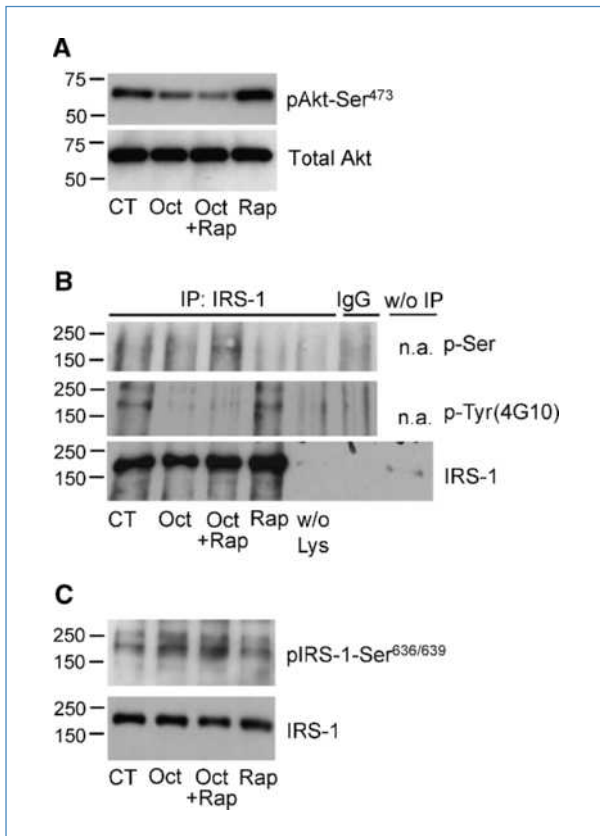 A
75
50
pAkt-Ser473
75
50
Total Akt
CT Oct Oct +Rap Rap
B
IP: IRS-1 IgG w/o IP
250
150
n.a. p-Ser
250
150
n.a. p-Tyr(4G10)
250
150
IRS-1
CT Oct Oct +Rap Rap w/o Lys
C
250
150
pIRS-1-Ser636/639
250
150
IRS-1
CT Oct Oct +Rap Rap